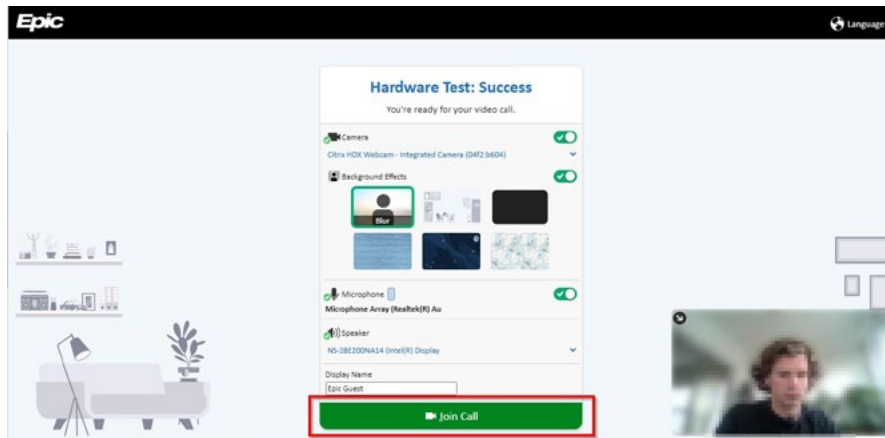 Epic
Language
Hardware Test: Success
You're ready for your video call.
Camera
Citrix HDX Webcam - Integrated Camera (04f2:b604)
Background Effects
Blur
Microphone
Microphone Array (Realtek(R) Au
Speaker
NS-28E200NA14 (Intel(R) Display
Display Name
Epic Guest
Join Call